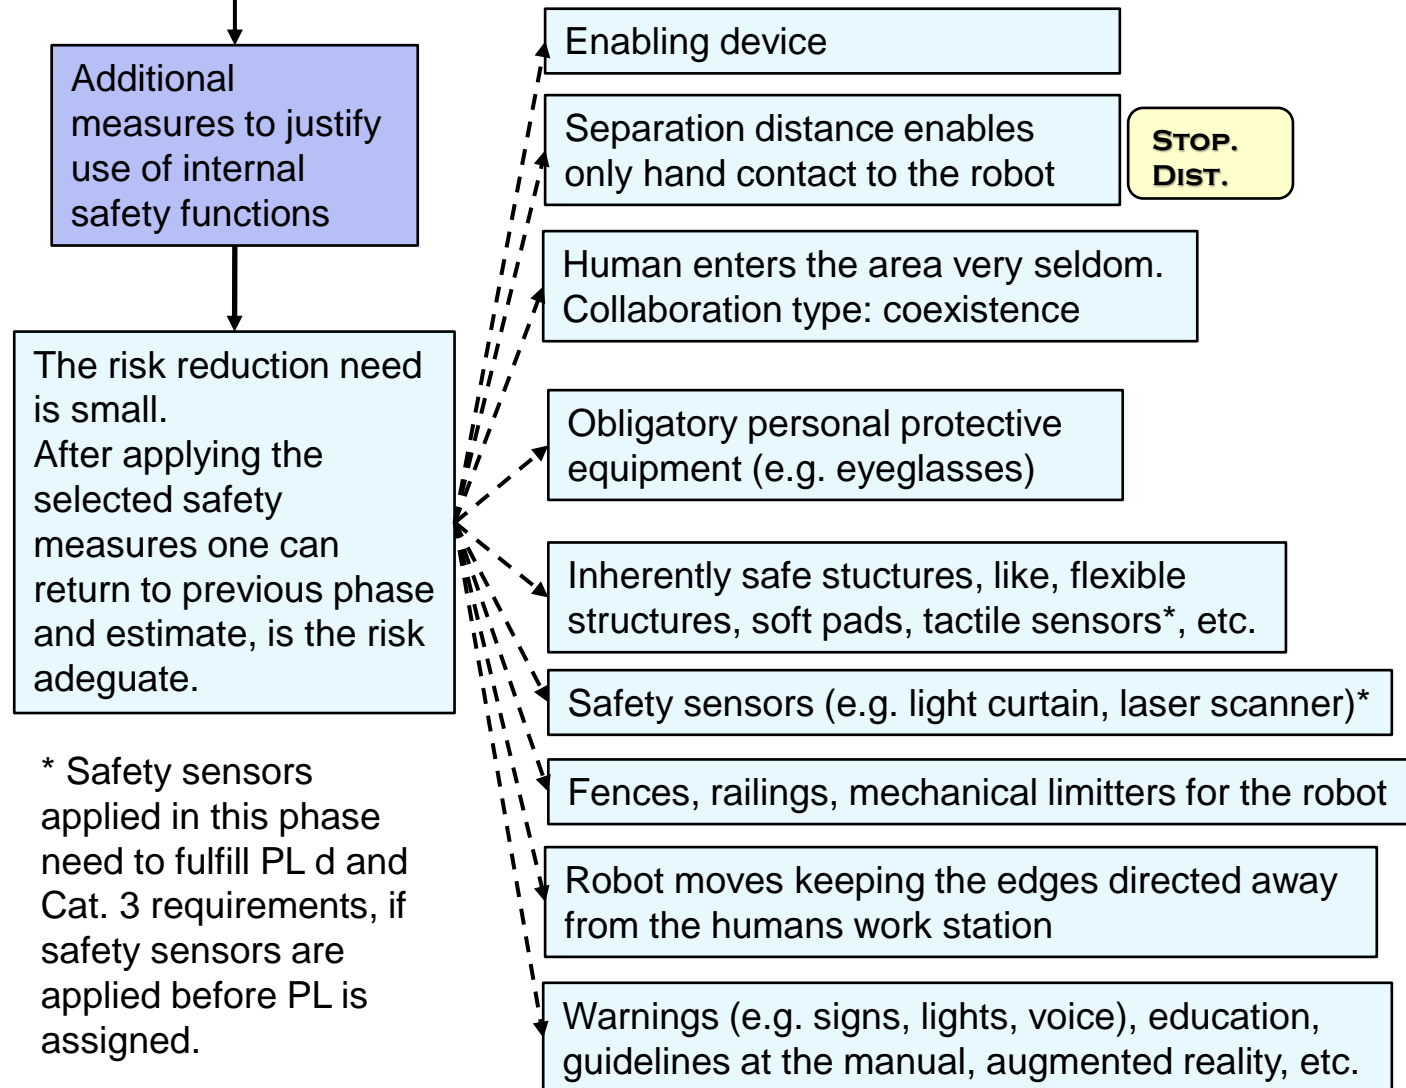 Additional
measures to justify
use of internal
safety functions
The risk reduction need
is small.
After applying the
selected safety
measures one can
return to previous phase
and estimate, is the risk
adeguate.
* Safety sensors
applied in this phase
need to fulfill PL d and
Cat. 3 requirements, if
safety sensors are
applied before PL is
assigned.
Enabling device
Separation distance enables
only hand contact to the robot
STOP.
DIST.
Human enters the area very seldom.
Collaboration type: coexistence
Obligatory personal protective
equipment (e.g. eyeglasses)
Inherently safe stuctures, like, flexible
structures, soft pads, tactile sensors*, etc.
Safety sensors (e.g. light curtain, laser scanner)*
Fences, railings, mechanical limitters for the robot
Robot moves keeping the edges directed away
from the humans work station
Warnings (e.g. signs, lights, voice), education,
guidelines at the manual, augmented reality, etc.